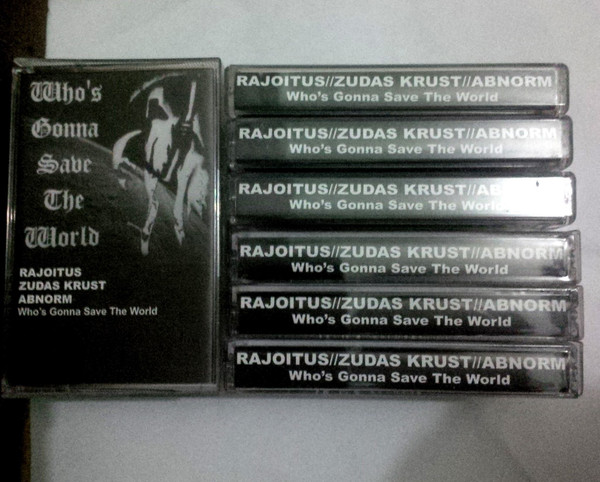 Who's
Gonna
Save
The
World
RAJOITUS
ZUDAS KRUST
ABNORM
Who's Gonna Save The World
RAJOITUS//ZUDAS KRUST//ABNORM
Who's Gonna Save The World
RAJOITUS//ZUDAS KRUST//ABNORM
Who's Gonna Save The World
RAJOITUS//ZUDAS KRUST//AB
Who's Gonna Save The World
RAJOITUS//ZUDAS KRUST//ABNORM
Who's Gonna Save The World
RAJOITUS//ZUDAS KRUST//ABNORM
Who's Gonna Save The World
RAJOITUS//ZUDAS KRUST//ABNORM
Who's Gonna Save The World